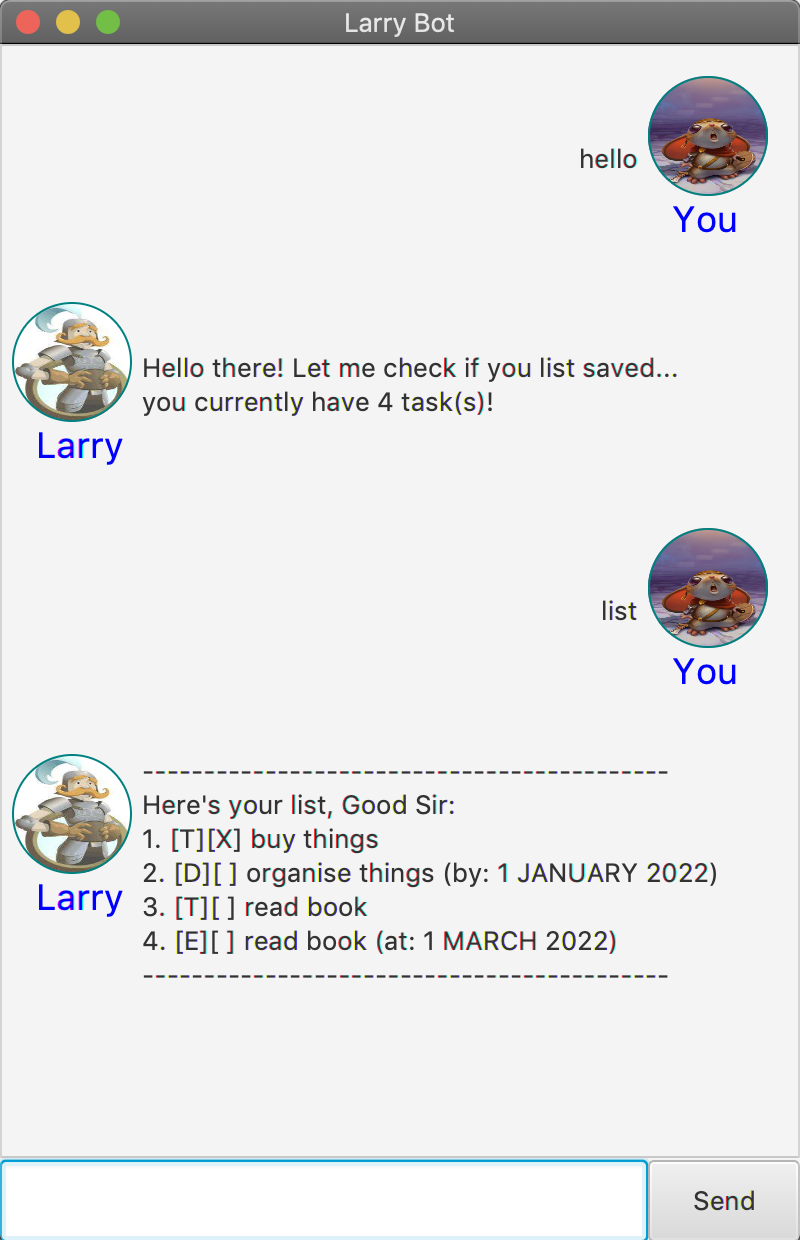 Larry Bot
hello
You
Hello there! Let me check if you list saved...
you currently have 4 task(s)!
Larry
list
You
-------------------------------------------
Here's your list, Good Sir:
1. [T][X] buy things
2. [D][ ] organise things (by: 1 JANUARY 2022)
3. [T][ ] read book
4. [E][ ] read book (at: 1 MARCH 2022)
-------------------------------------------
Larry
Send